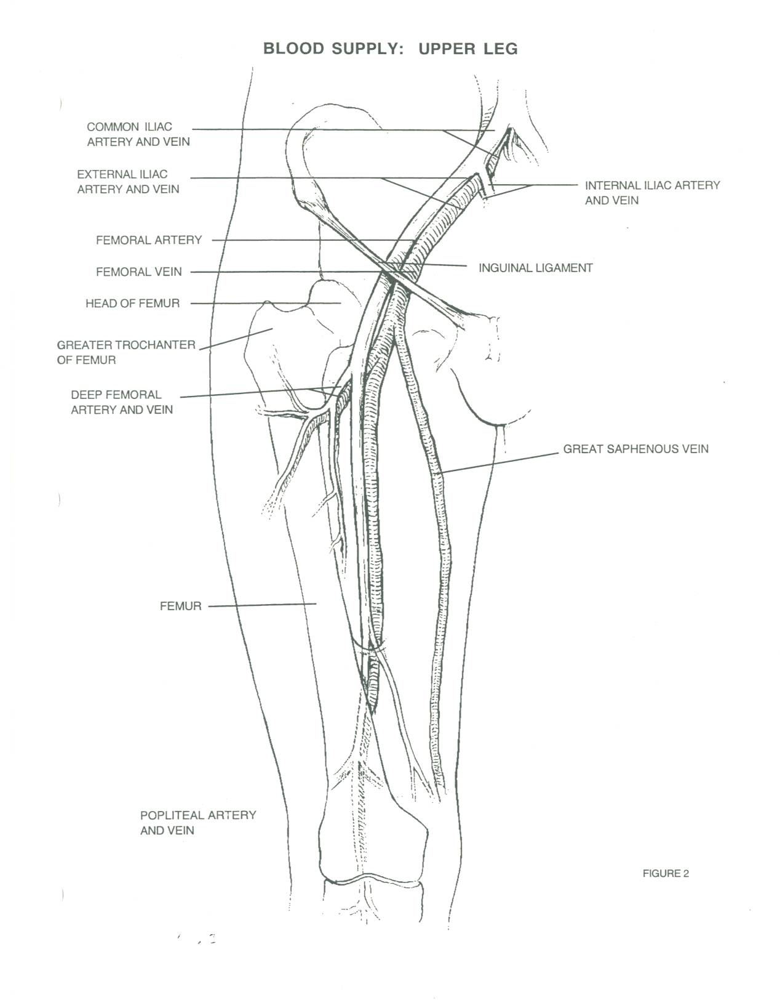 BLOOD SUPPLY: UPPER LEG
COMMON ILIAC
ARTERY AND VEIN
EXTERNAL ILIAC
ARTERY AND VEIN
INTERNAL ILIAC ARTERY
AND VEIN
FEMORAL ARTERY
FEMORAL VEIN
INGUINAL LIGAMENT
HEAD OF FEMUR
GREATER TROCHANTER
OF FEMUR
DEEP FEMORAL
ARTERY AND VEIN
GREAT SAPHENOUS VEIN
FEMUR
POPLITEAL ARTERY
AND VEIN
FIGURE 2